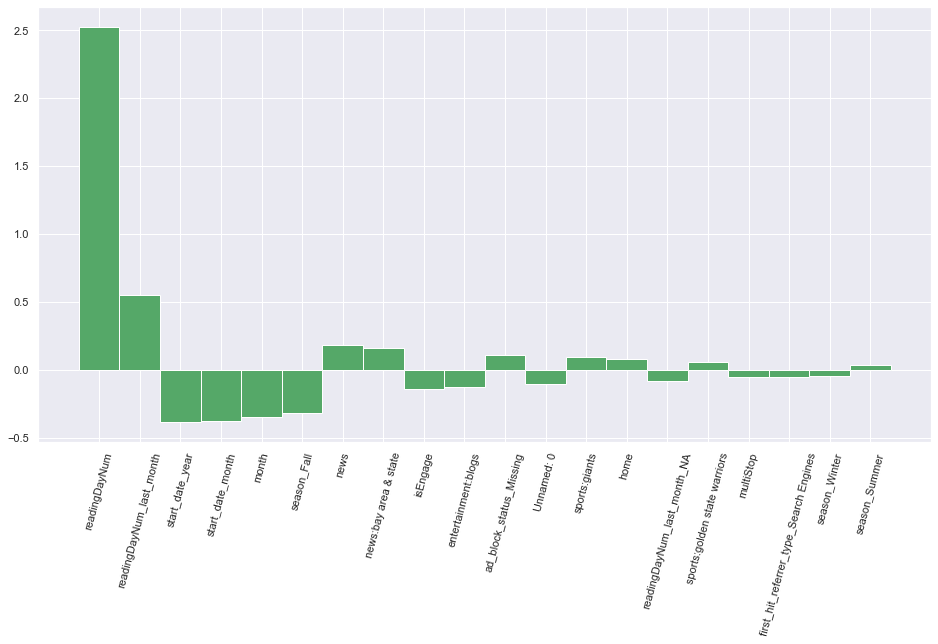 2.5
2.0
1.5
1.0
0.5
0.0
−0.5
readingDayNum
readingDayNum_last_month
start_date_year
start_date_month
month
season_Fall
news
news:bay area & state
isEngage
entertainment:blogs
ad_block_status_Missing
Unnamed: 0
sports:giants
home
readingDayNum_last_month_NA
sports:golden state warriors
multiStop
first_hit_referrer_type_Search Engines
season_Winter
season_Summer